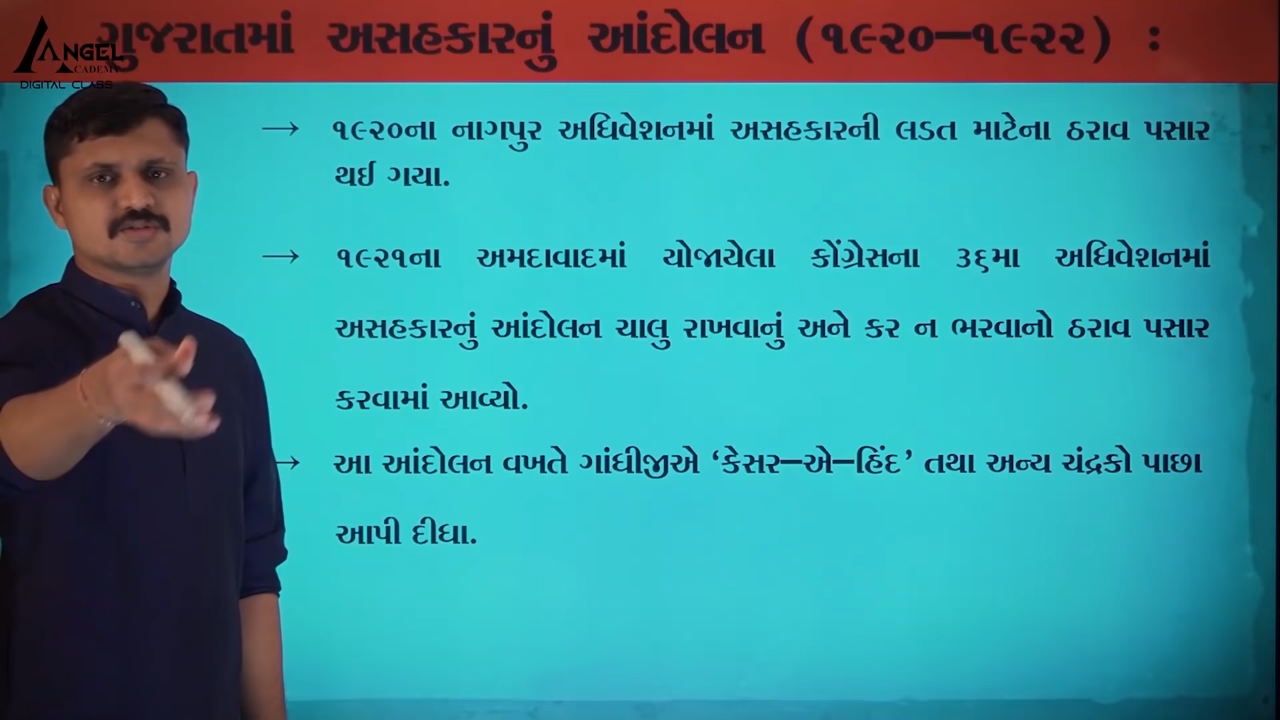 ગુજરાતમાં અસહકારનું આંદોલન (૧૯૨૦–૧૯૨૨) :
ANGEL
ACADEMY
DIGITAL CLASS
→ ૧૯૨૦ના નાગપુર અધિવેશનમાં અસહકારની લડત માટેના ઠરાવ પસાર
થઈ ગયા.
→ ૧૯૨૧ના અમદાવાદમાં યોજાયેલા કોંગ્રેસના ૩૬મા અધિવેશનમાં
અસહકારનું આંદોલન ચાલુ રાખવાનું અને કર ન ભરવાનો ઠરાવ પસાર
કરવામાં આવ્યો.
→ આ આંદોલન વખતે ગાંધીજીએ ‘કેસર–એ–હિંદ’ તથા અન્ય ચંદ્રકો પાછા
આપી દીધા.